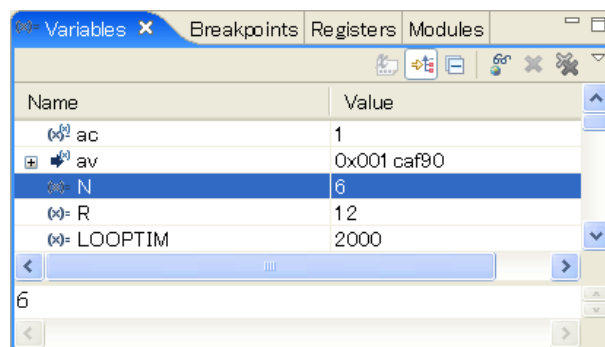 (x)= Variables Breakpoints Registers Modules
Name Value
(x)= ac 1
av 0x001caf90
(x)= N 6
(x)= R 12
(x)= LOOPTIM 2000
6